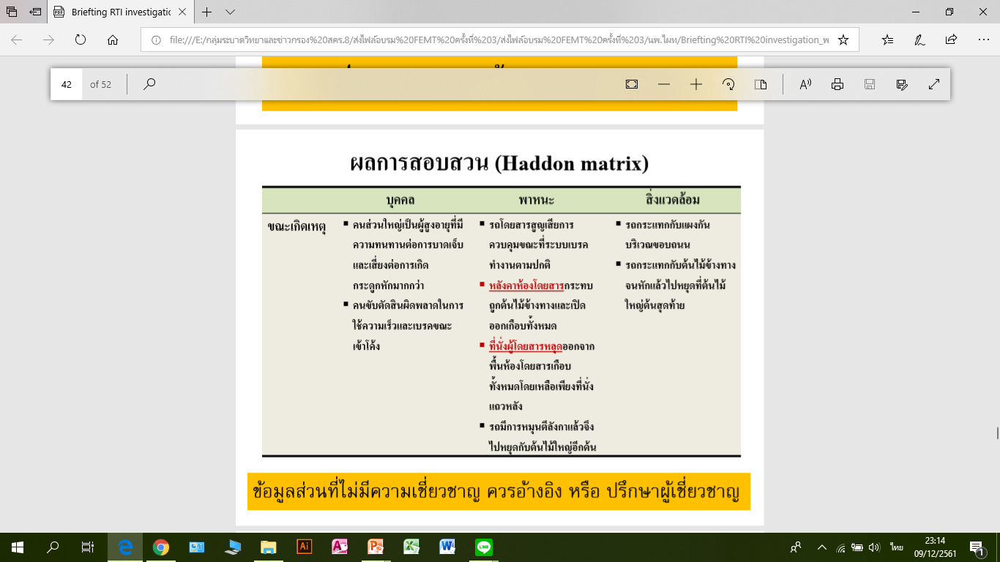 Briefting RTI investigatio
file:///E:/กลุ่มระบาดวิทยาและข่าวกรอง%20สคร.8/ส่งไฟล์อบรม%20FEMT%20ครั้งที่%203/ส่งไฟล์อบรม%20FEMT%20ครั้งที่%203/นพ.ไผท/Briefting%20RTI%20investigation_พ
42 of 52
ผลการสอบสวน (Haddon matrix)
บุคคล พาหนะ สิ่งแวดล้อม
ขณะเกิดเหตุ
คนส่วนใหญ่เป็นผู้สูงอายุที่มี
ความทนทานต่อการบาดเจ็บ
และเสี่ยงต่อการเกิด
กระดูกหักมากกว่า
คนขับตัดสินผิดพลาดในการ
ใช้ความเร็วและเบรคขณะ
เข้าโค้ง
รถโดยสารสูญเสียการ
ควบคุมขณะที่ระบบเบรค
ทำงานตามปกติ
หลังคาห้องโดยสารกระทบ
ถูกต้นไม้ข้างทางและเปิด
ออกเกือบทั้งหมด
ที่นั่งผู้โดยสารหลุดออกจาก
พื้นห้องโดยสารเกือบ
ทั้งหมดโดยเหลือเพียงที่นั่ง
แถวหลัง
รถมีการหมุนตีลังกาแล้วจึง
ไปหยุดกับต้นไม้ใหญ่อีกต้น
รถกระแทกกับแผงกัน
บริเวณขอบถนน
รถกระแทกกับต้นไม้ข้างทาง
จนหักแล้วไปหยุดที่ต้นไม้
ใหญ่ต้นสุดท้าย
ข้อมูลส่วนที่ไม่มีความเชี่ยวชาญ ควรอ้างอิง หรือ ปรึกษาผู้เชี่ยวชาญ
Ai
LINE
ไทย
23:14
09/12/2561
1